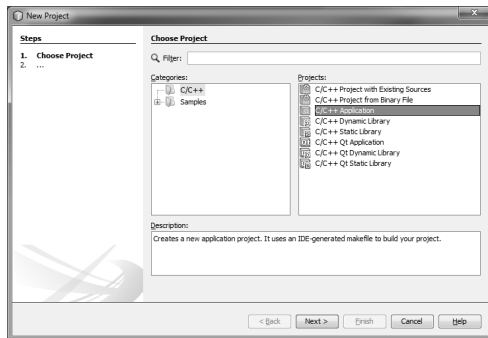 New Project
Steps
1. Choose Project
2. ...
Choose Project
Filter:
Categories:
C/C++
Samples
Projects:
C/C++ Project with Existing Sources
C/C++ Project from Binary File
C/C++ Application
C/C++ Dynamic Library
C/C++ Static Library
C/C++ Qt Application
C/C++ Qt Dynamic Library
C/C++ Qt Static Library
Description:
Creates a new application project. It uses an IDE-generated makefile to build your project.
< Back Next > Finish Cancel Help